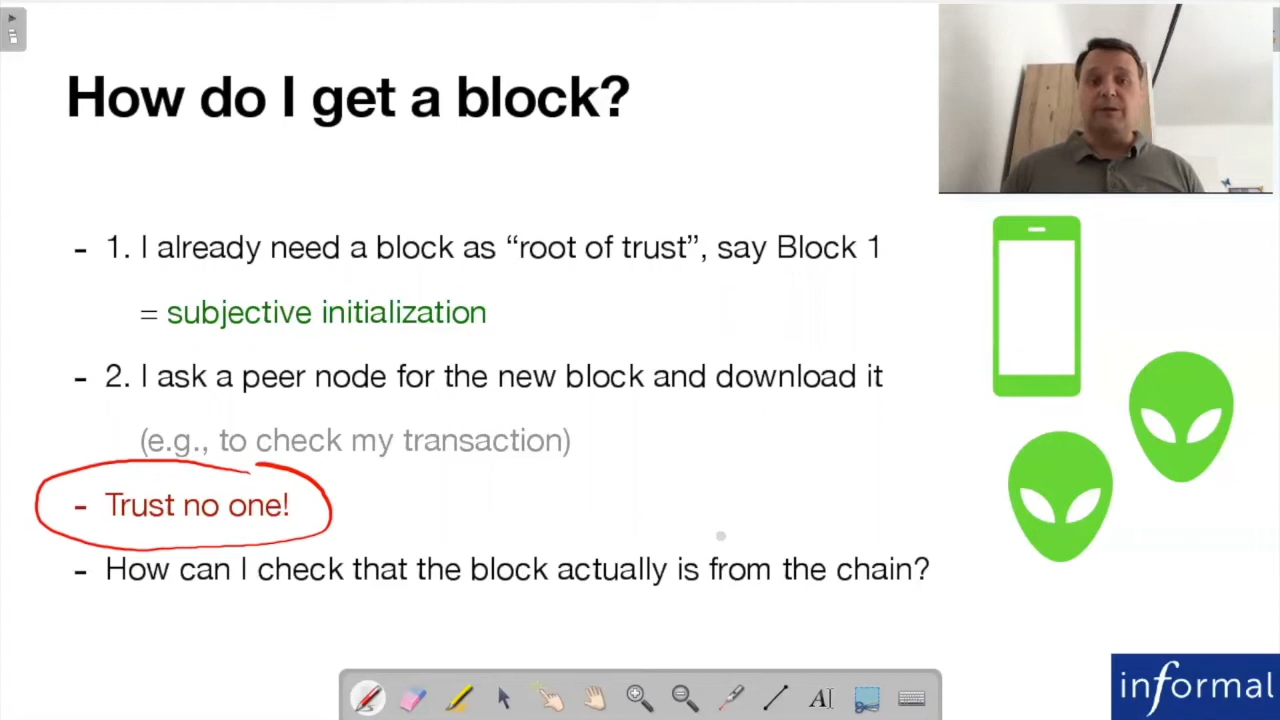 How do I get a block?
- 1. I already need a block as “root of trust”, say Block 1
= subjective initialization
- 2. I ask a peer node for the new block and download it
(e.g., to check my transaction)
- Trust no one!
- How can I check that the block actually is from the chain?
AI
informal